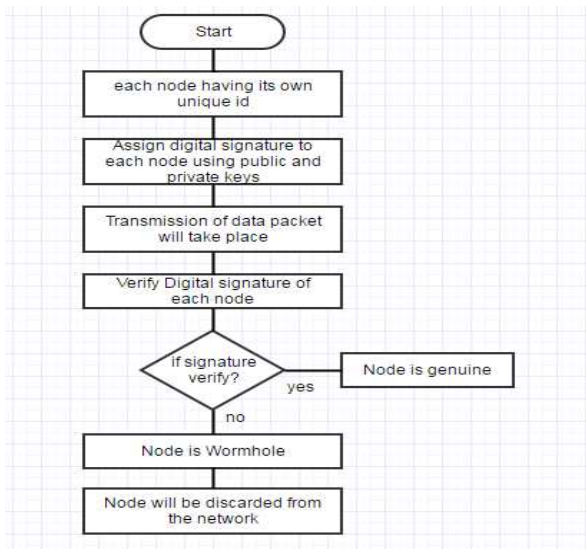 Start
each node having its own
unique id
Assign digital signature to
each node using public and
private keys
Transmission of data packet
will take place
Verify Digital signature of
each node
if signature
verify?
yes
Node is genuine
no
Node is Wormhole
Node will be discarded from
the network